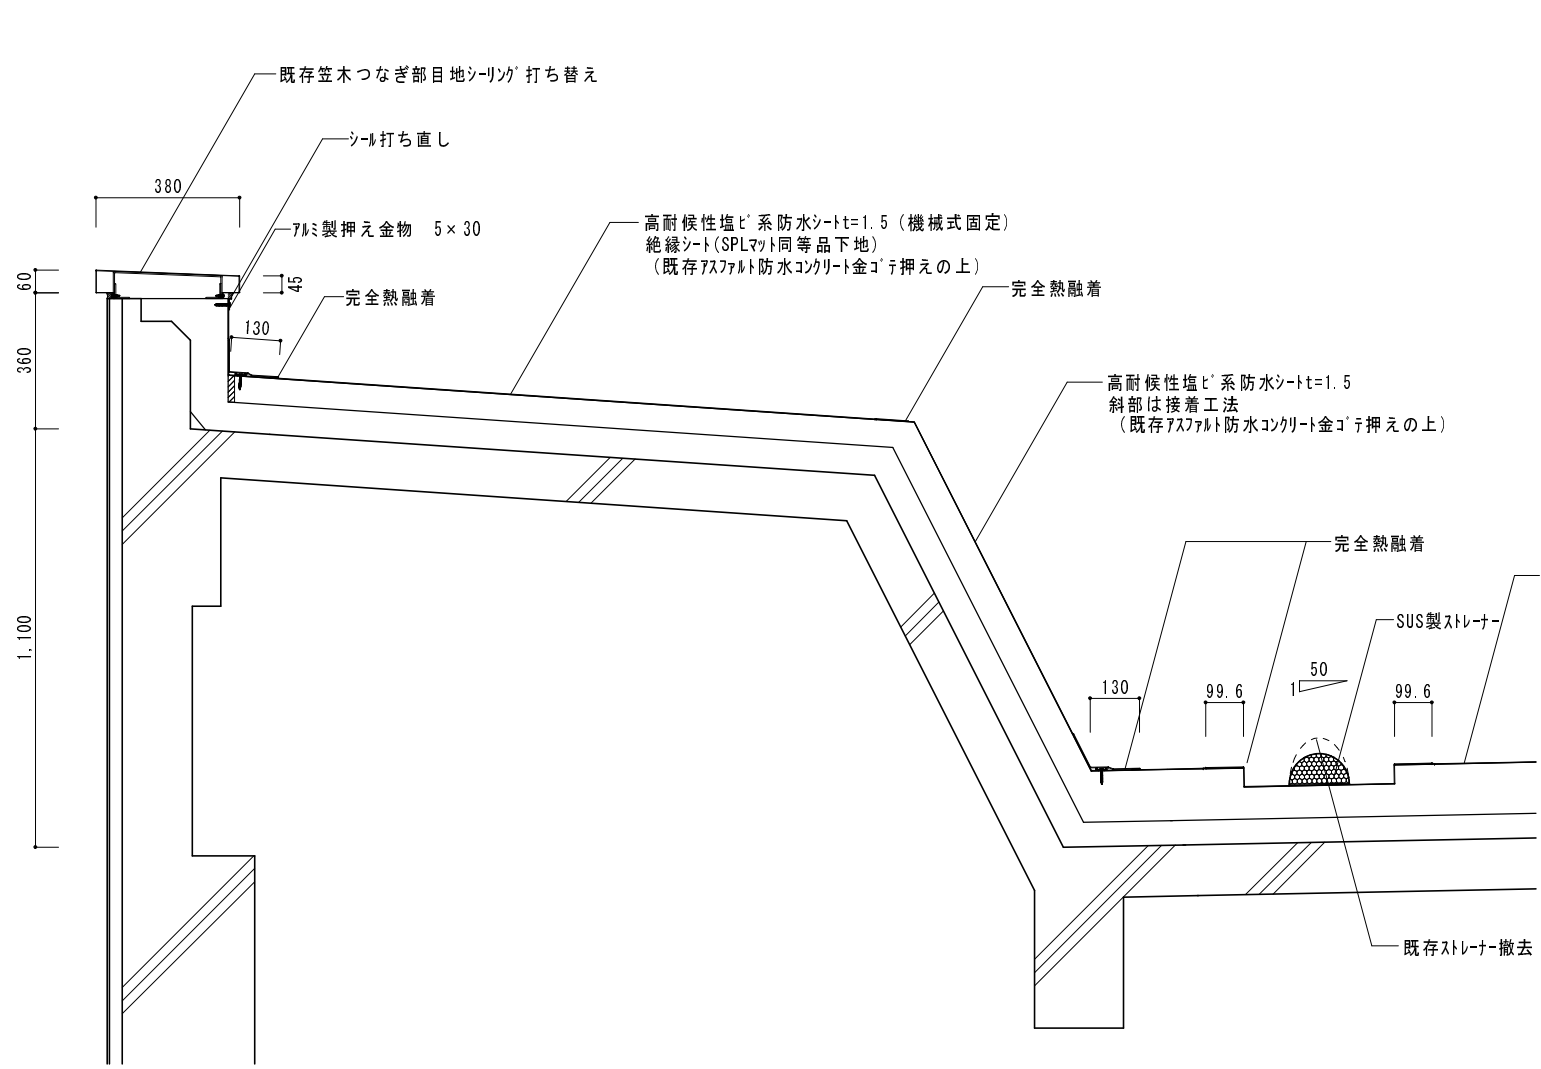 既存笠木つなぎ部目地ｼｰﾘﾝｸﾞ打ち替え
ｼｰﾙ打ち直し
380
ｱﾙﾐ製押え金物　5×30
高耐候性塩ﾋﾞ系防水ｼｰﾄt=1.5（機械式固定）
絶縁ｼｰﾄ(SPLﾏｯﾄ同等品下地)
（既存ｱｽﾌｧﾙﾄ防水ｺﾝｸﾘｰﾄ金ｺﾞﾃ押えの上）
60
45
完全熱融着
完全熱融着
130
360
高耐候性塩ﾋﾞ系防水ｼｰﾄt=1.5
斜部は接着工法
（既存ｱｽﾌｧﾙﾄ防水ｺﾝｸﾘｰﾄ金ｺﾞﾃ押えの上）
完全熱融着
1,100
SUS製ｽﾄﾚｰﾅｰ
50
1
130
99.6
99.6
既存ｽﾄﾚｰﾅｰ撤去